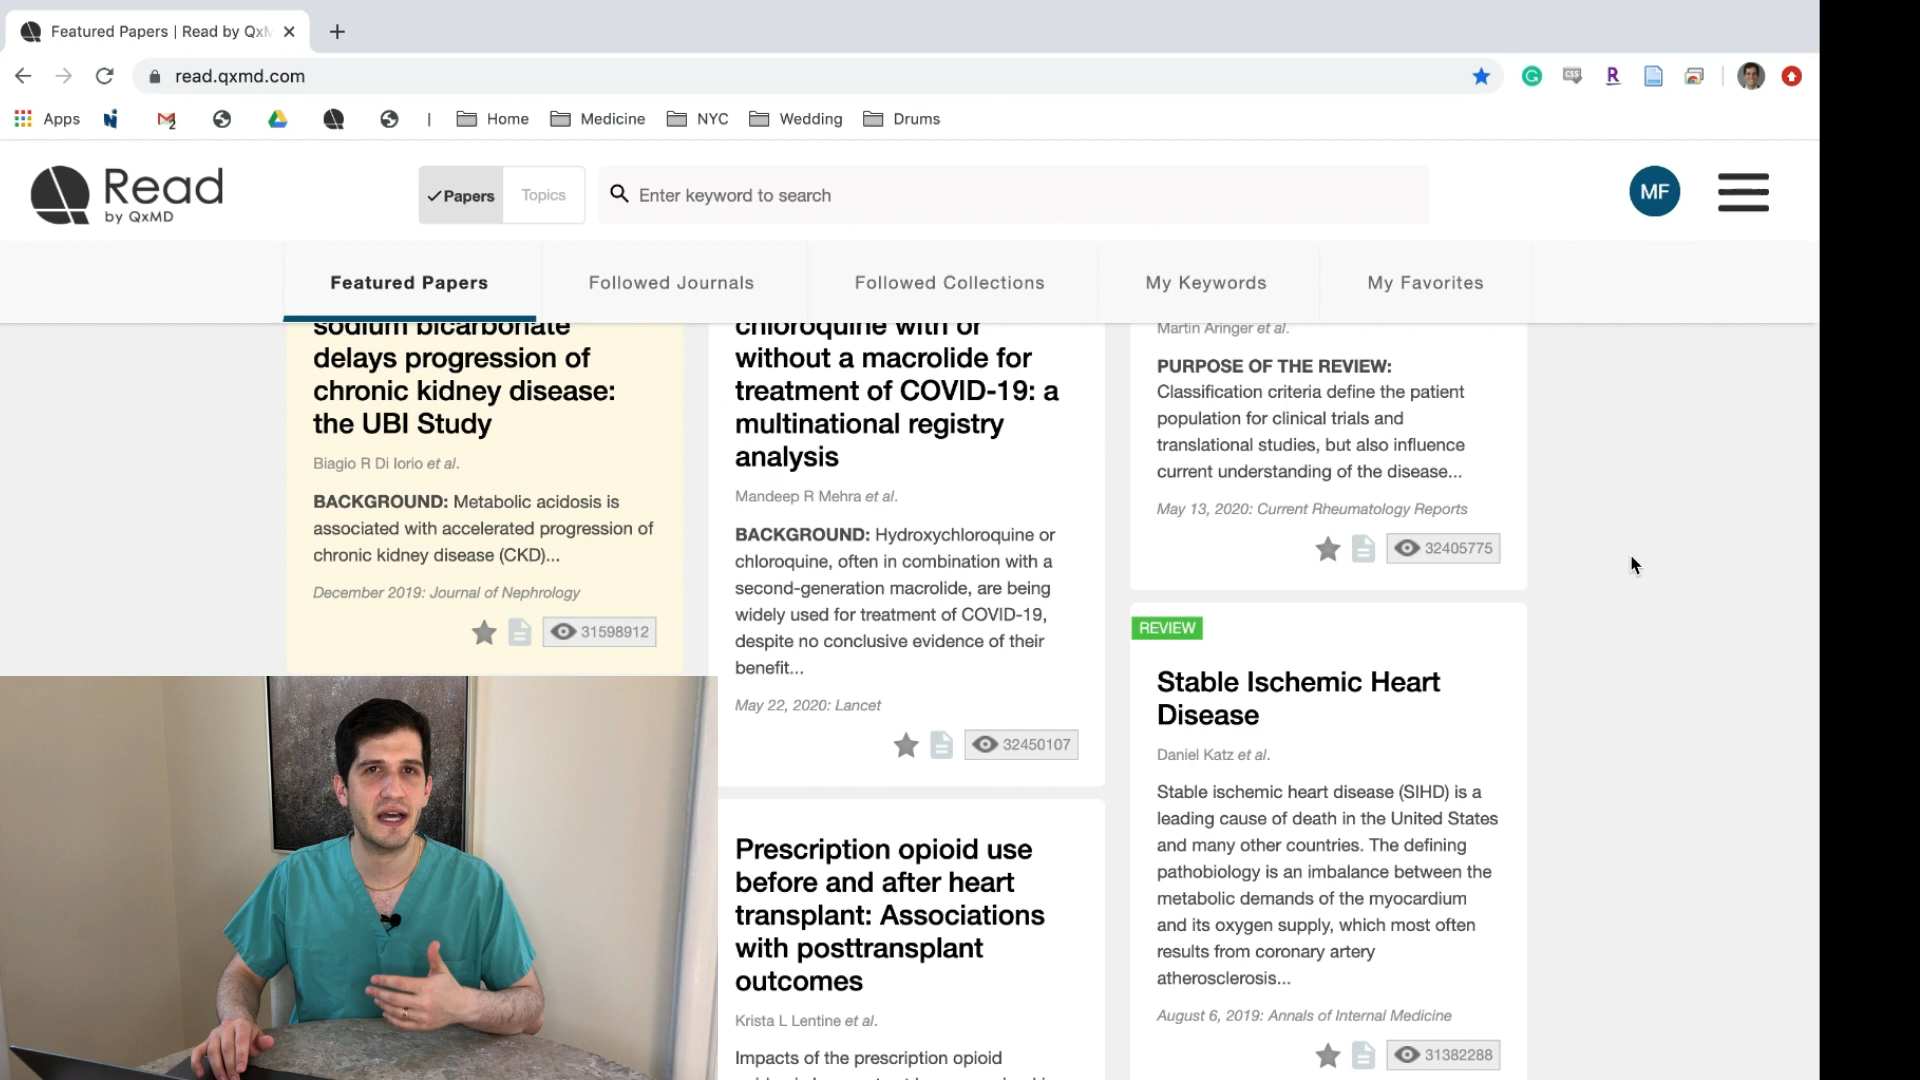 Featured Papers | Read by QxM
read.qxmd.com
Apps
Home
Medicine
NYC
Wedding
Drums
Read
by QxMD
Papers
Topics
Enter keyword to search
MF
Featured Papers
Followed Journals
Followed Collections
My Keywords
My Favorites
sodium bicarbonate
delays progression of
chronic kidney disease:
the UBI Study
Biagio R Di Iorio et al.
BACKGROUND: Metabolic acidosis is
associated with accelerated progression of
chronic kidney disease (CKD)...
December 2019: Journal of Nephrology
31598912
chloroquine with or
without a macrolide for
treatment of COVID-19: a
multinational registry
analysis
Mandeep R Mehra et al.
BACKGROUND: Hydroxychloroquine or
chloroquine, often in combination with a
second-generation macrolide, are being
widely used for treatment of COVID-19,
despite no conclusive evidence of their
benefit...
May 22, 2020: Lancet
32450107
Prescription opioid use
before and after heart
transplant: Associations
with posttransplant
outcomes
Krista L Lentine et al.
Impacts of the prescription opioid
Martin Aringer et al.
PURPOSE OF THE REVIEW:
Classification criteria define the patient
population for clinical trials and
translational studies, but also influence
current understanding of the disease...
May 13, 2020: Current Rheumatology Reports
32405775
REVIEW
Stable Ischemic Heart
Disease
Daniel Katz et al.
Stable ischemic heart disease (SIHD) is a
leading cause of death in the United States
and many other countries. The defining
pathobiology is an imbalance between the
metabolic demands of the myocardium
and its oxygen supply, which most often
results from coronary artery
atherosclerosis...
August 6, 2019: Annals of Internal Medicine
31382288